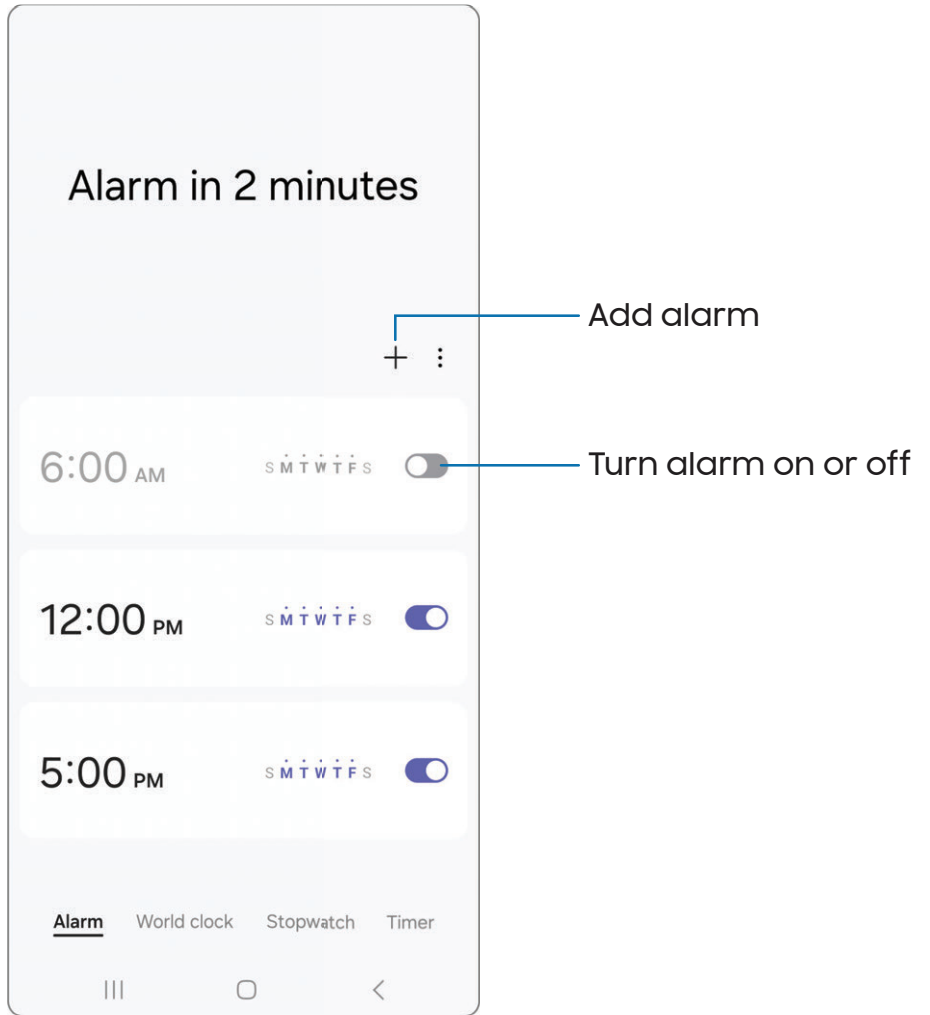 Alarm in 2 minutes
Add alarm
6:00 AM S M T W T F S
Turn alarm on or off
12:00 PM S M T W T F S
5:00 PM S M T W T F S
Alarm World clock Stopwatch Timer